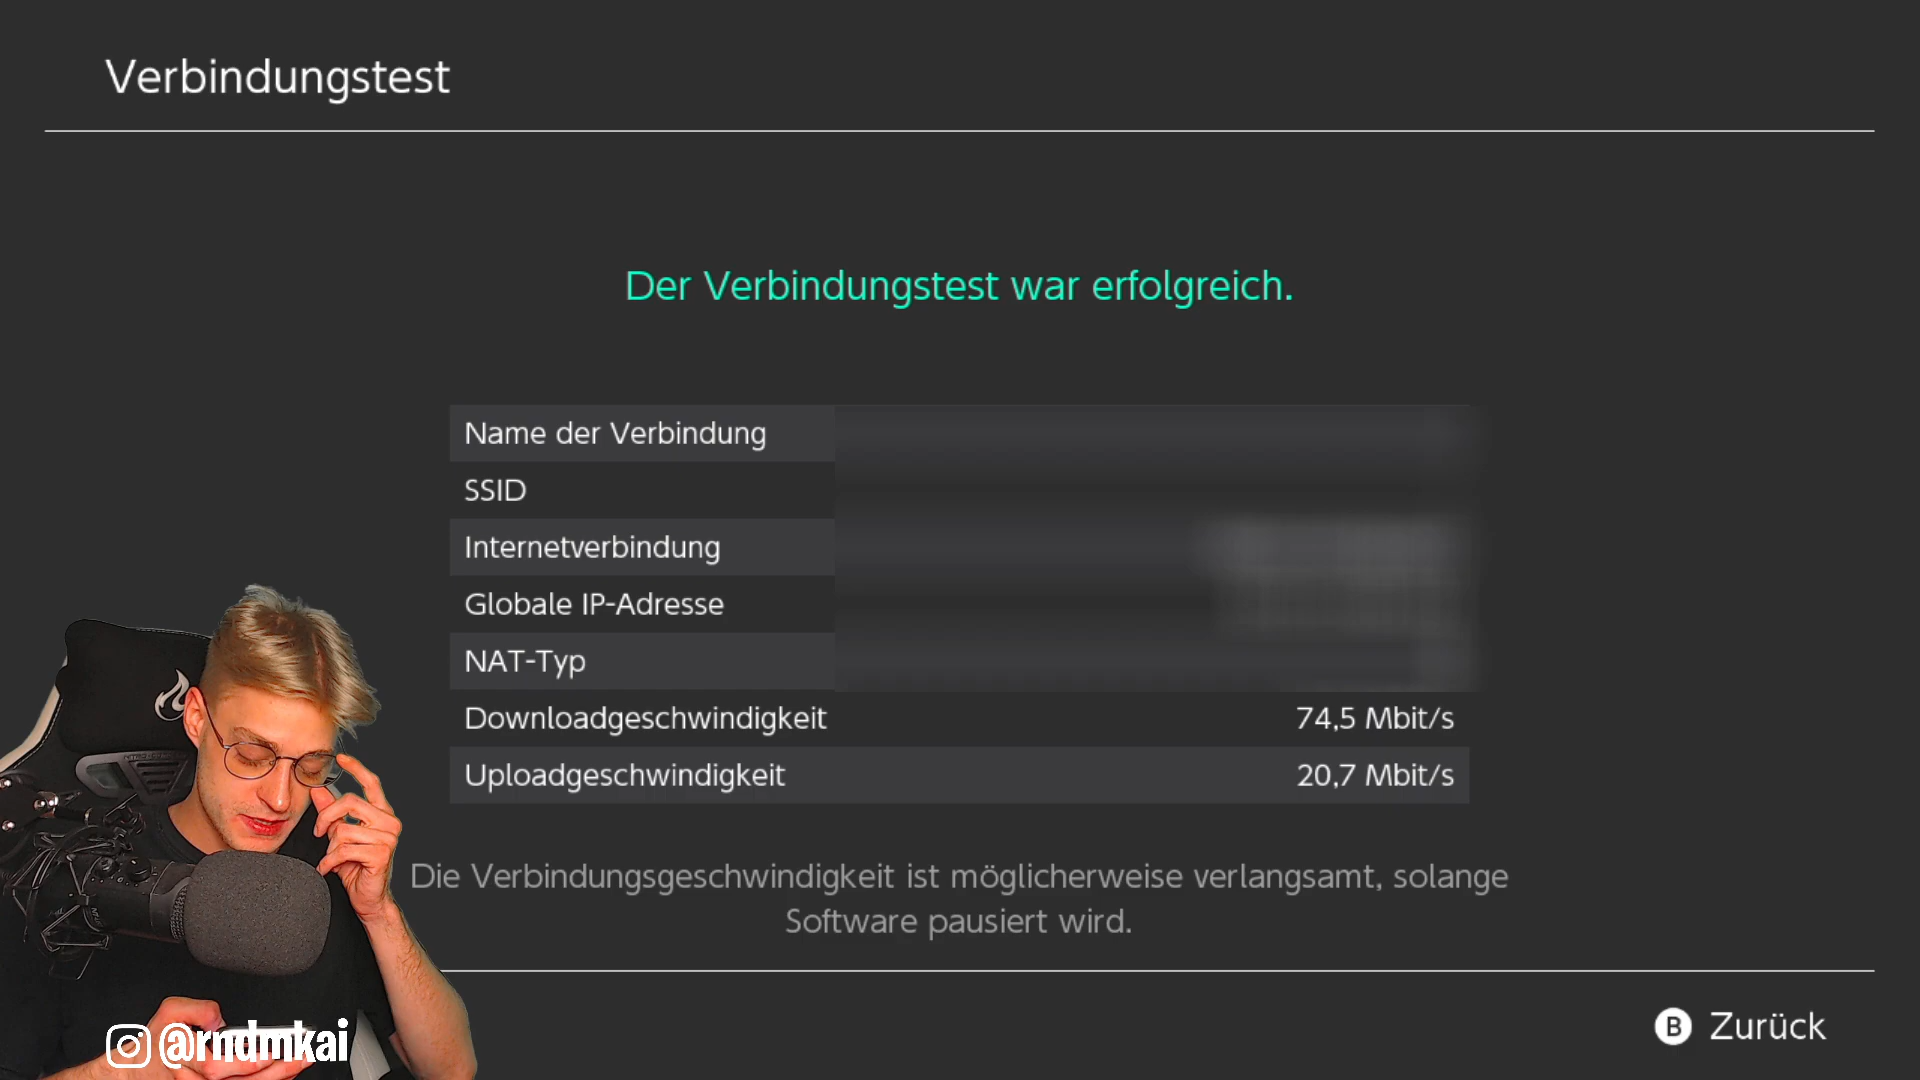 Verbindungstest
Der Verbindungstest war erfolgreich.
Name der Verbindung
SSID
Internetverbindung
Globale IP-Adresse
NAT-Typ
Downloadgeschwindigkeit 74,5 Mbit/s
Uploadgeschwindigkeit 20,7 Mbit/s
Die Verbindungsgeschwindigkeit ist möglicherweise verlangsamt, solange
Software pausiert wird.
@rndmkai
B Zurück